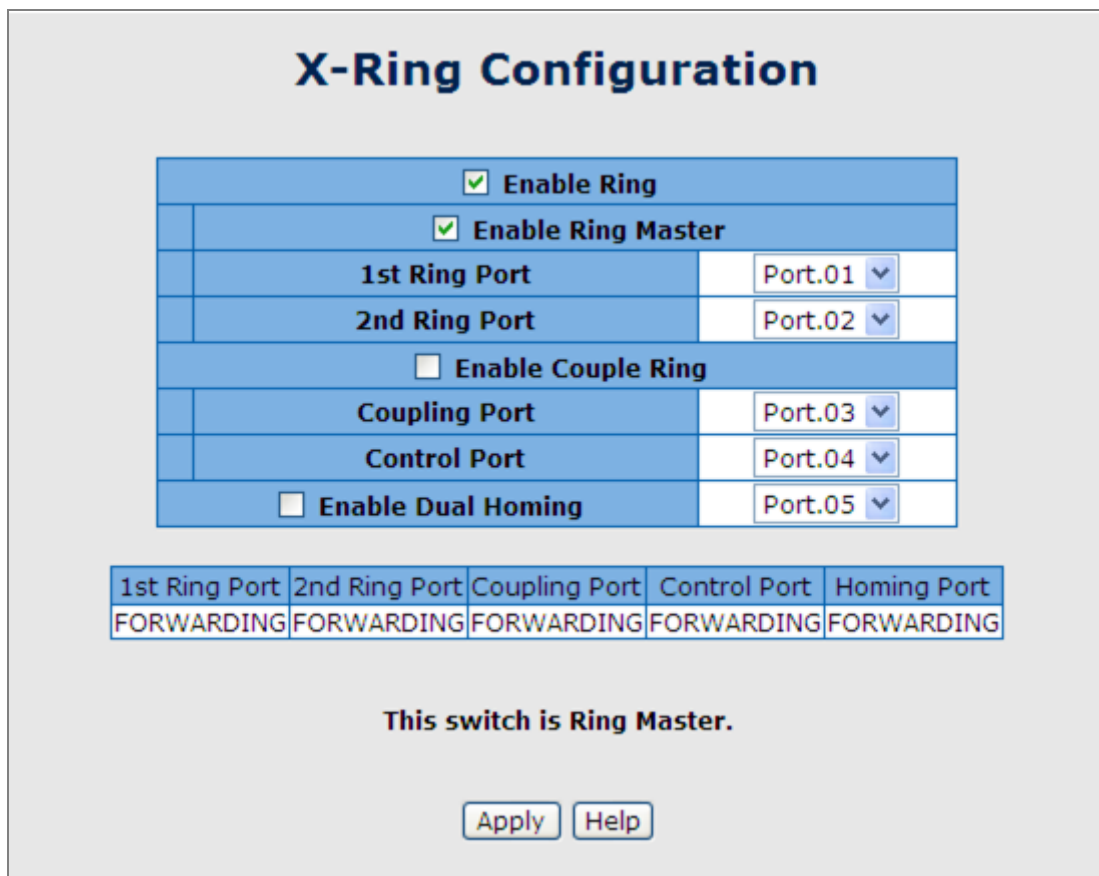 X-Ring Configuration
Enable Ring
Enable Ring Master
1st Ring Port Port.01
2nd Ring Port Port.02
Enable Couple Ring
Coupling Port Port.03
Control Port Port.04
Enable Dual Homing Port.05
1st Ring Port 2nd Ring Port Coupling Port Control Port Homing Port
FORWARDING FORWARDING FORWARDING FORWARDING FORWARDING
This switch is Ring Master.
Apply Help